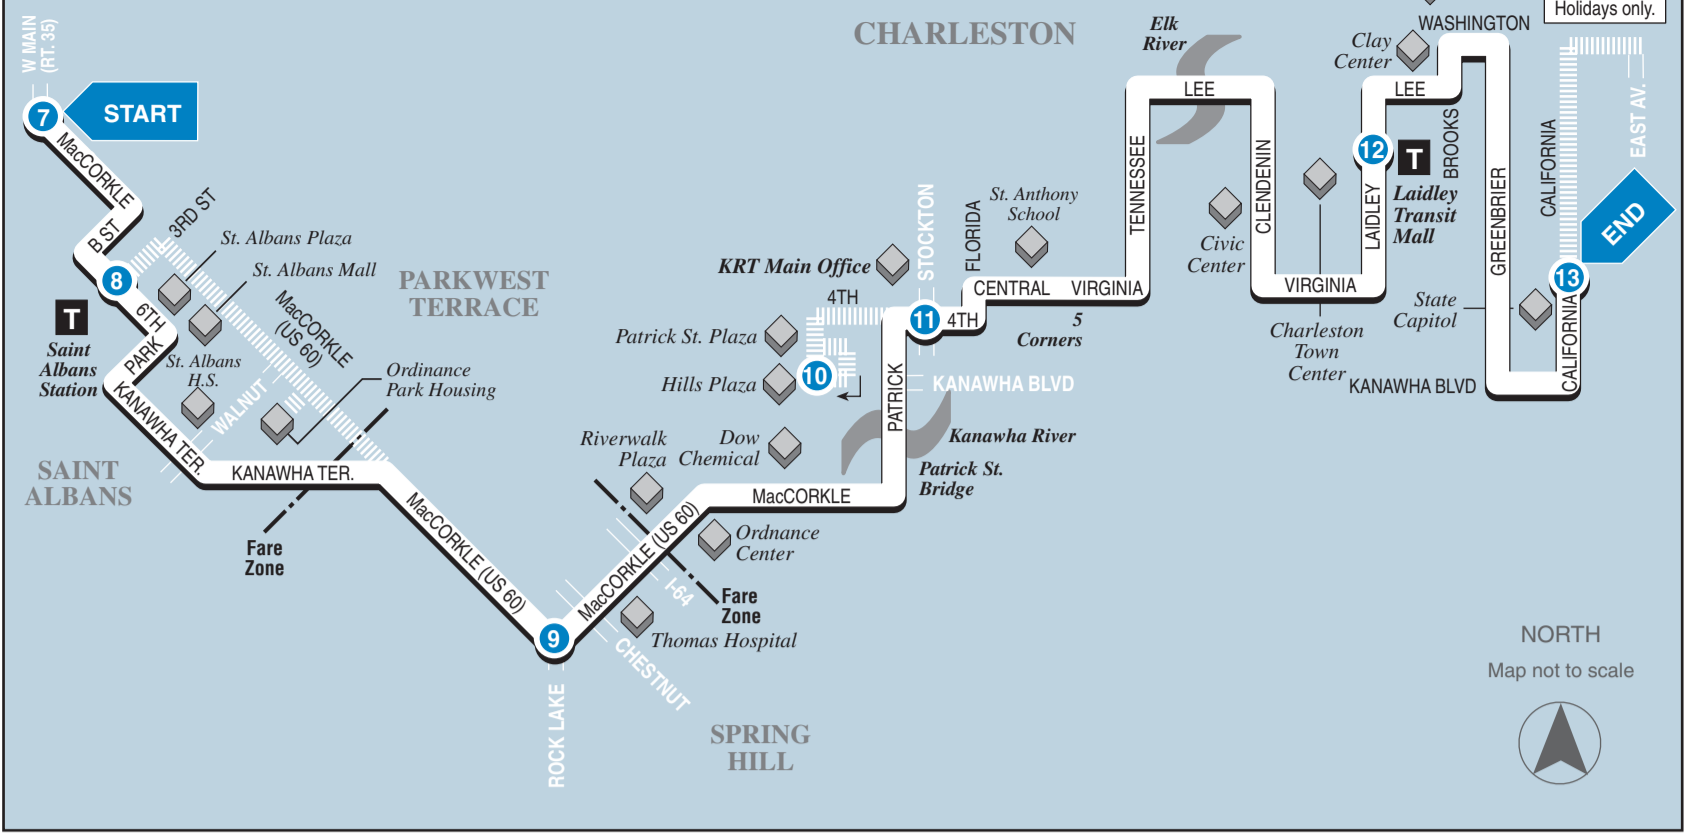 Holidays only.
W MAIN
(RT. 35)
7
START
MacCORKLE
B ST
3RD ST
8
St. Albans Plaza
St. Albans Mall
T
Saint
Albans
Station
6TH
PARK
St. Albans
H.S.
MacCORKLE
(US 60)
WALNUT
Ordinance
Park Housing
KANAWHA TER.
KANAWHA TER.
SAINT
ALBANS
PARKWEST
TERRACE
Fare
Zone
MacCORKLE (US 60)
9
ROCK LAKE
MacCORKLE (US 60)
CHESTNUT
I-64
Thomas Hospital
Fare
Zone
SPRING
HILL
Riverwalk
Plaza
Dow
Chemical
Ordnance
Center
MacCORKLE
PATRICK
Kanawha River
Patrick St.
Bridge
KANAWHA BLVD
Hills Plaza
10
Patrick St. Plaza
4TH
KRT Main Office
STOCKTON
11
4TH
FLORIDA
CENTRAL
VIRGINIA
5
Corners
St. Anthony
School
CHARLESTON
TENNESSEE
Elk
River
LEE
CLENDENIN
Civic
Center
VIRGINIA
Charleston
Town
Center
LAIDLEY
12
T
Laidley
Transit
Mall
LEE
Clay
Center
BROOKS
WASHINGTON
GREENBRIER
KANAWHA BLVD
State
Capitol
CALIFORNIA
13
CALIFORNIA
EAST AV.
END
NORTH
Map not to scale